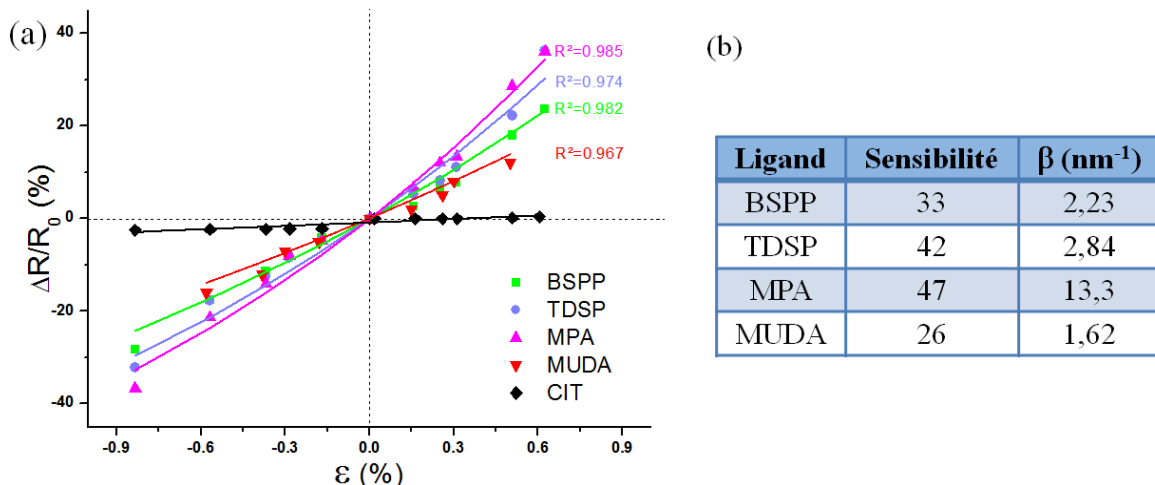 (a)
40
20
0
-20
-40
ΔR/R₀ (%)
R²=0.985
R²=0.974
R²=0.982
R²=0.967
BSPP
TDSP
MPA
MUDA
CIT
-0.9 -0.6 -0.3 0.0 0.3 0.6 0.9
ε (%)
(b)
Ligand Sensibilité β (nm⁻¹)
BSPP 33 2,23
TDSP 42 2,84
MPA 47 13,3
MUDA 26 1,62